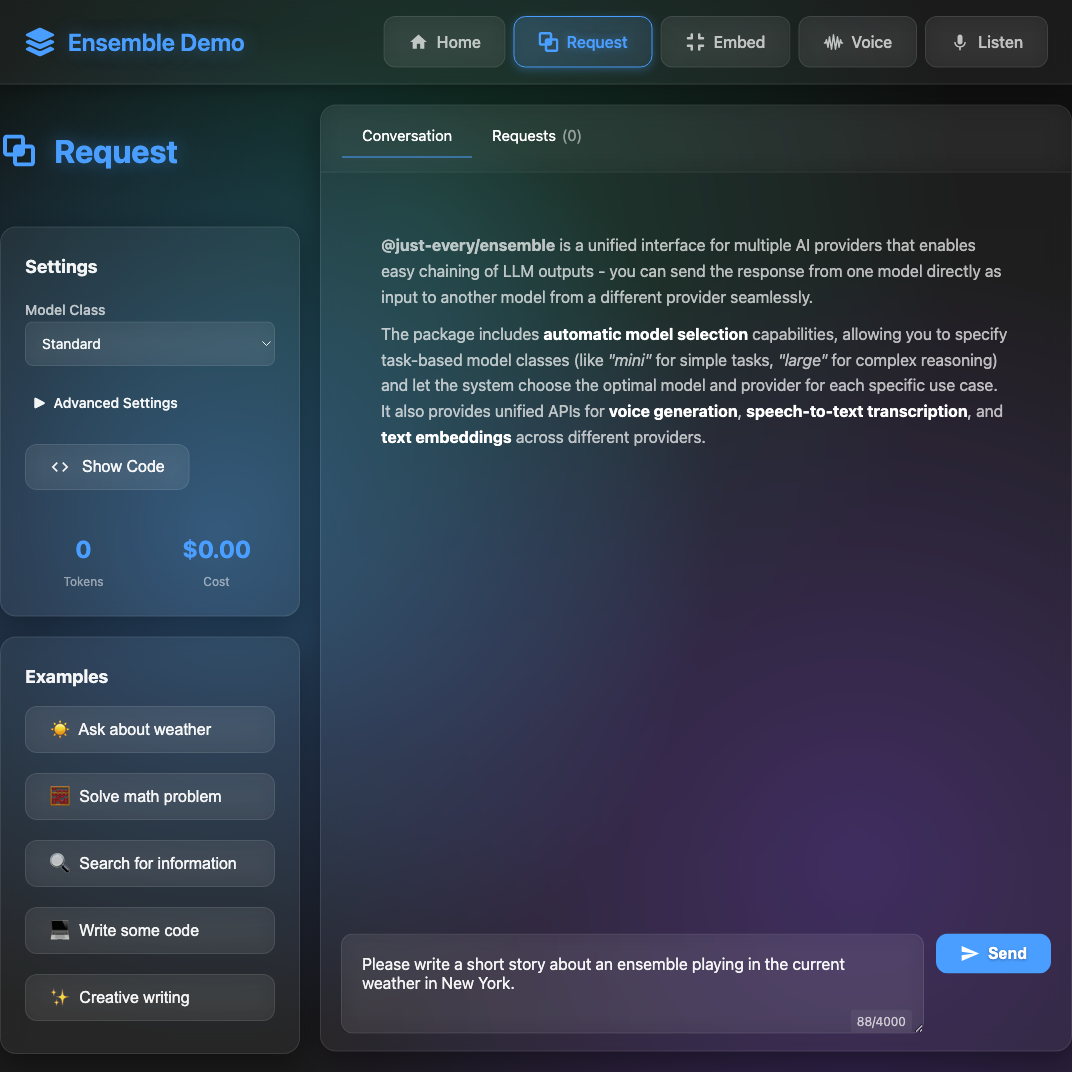 Ensemble Demo
Home
Request
Embed
Voice
Listen
Request
Settings
Model Class
Standard
Advanced Settings
<> Show Code
0
Tokens
$0.00
Cost
Examples
Ask about weather
Solve math problem
Search for information
Write some code
Creative writing
Conversation
Requests (0)
@just-every/ensemble is a unified interface for multiple AI providers that enables
easy chaining of LLM outputs - you can send the response from one model directly as
input to another model from a different provider seamlessly.
The package includes automatic model selection capabilities, allowing you to specify
task-based model classes (like "mini" for simple tasks, "large" for complex reasoning)
and let the system choose the optimal model and provider for each specific use case.
It also provides unified APIs for voice generation, speech-to-text transcription, and
text embeddings across different providers.
Please write a short story about an ensemble playing in the current
weather in New York.
88/4000
Send